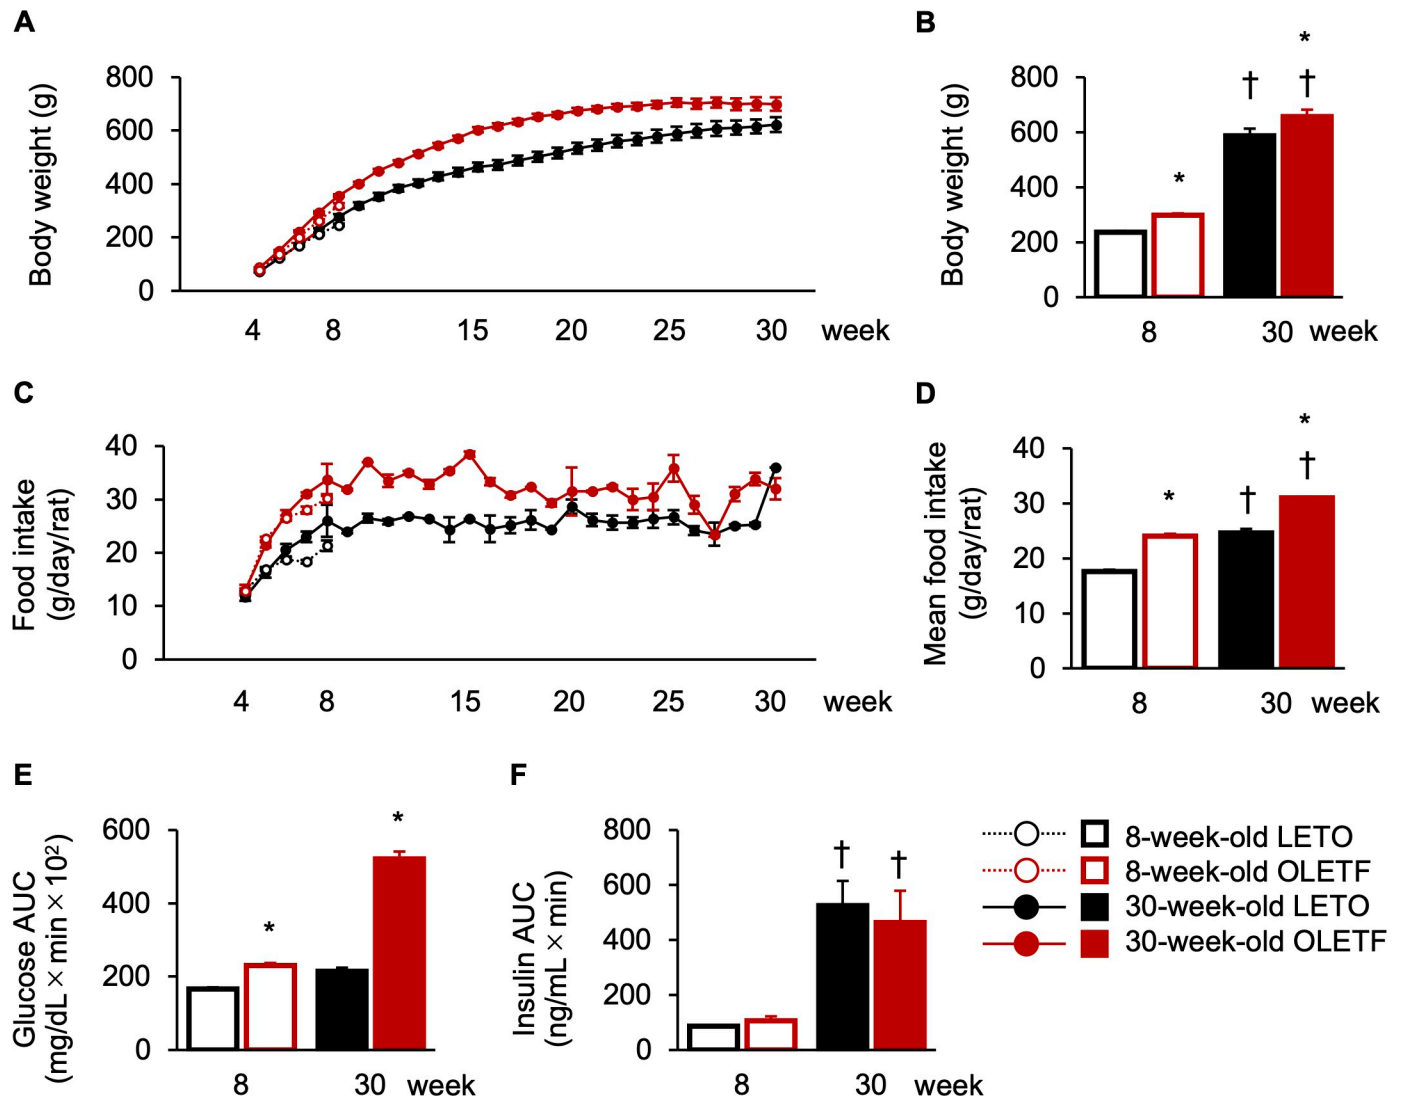 A
Body weight (g)
800
600
400
200
0
4 8 15 20 25 30 week
B
Body weight (g)
800
600
400
200
0
*
†
*
†
8 30 week
C
Food intake
(g/day/rat)
40
30
20
10
0
4 8 15 20 25 30 week
D
Mean food intake
(g/day/rat)
40
30
20
10
0
*
†
*
†
8 30 week
E
Glucose AUC
(mg/dL × min × 10²)
600
400
200
0
*
*
8 30 week
F
Insulin AUC
(ng/mL × min)
800
600
400
200
0
†
†
8 30 week
8-week-old LETO
8-week-old OLETF
30-week-old LETO
30-week-old OLETF